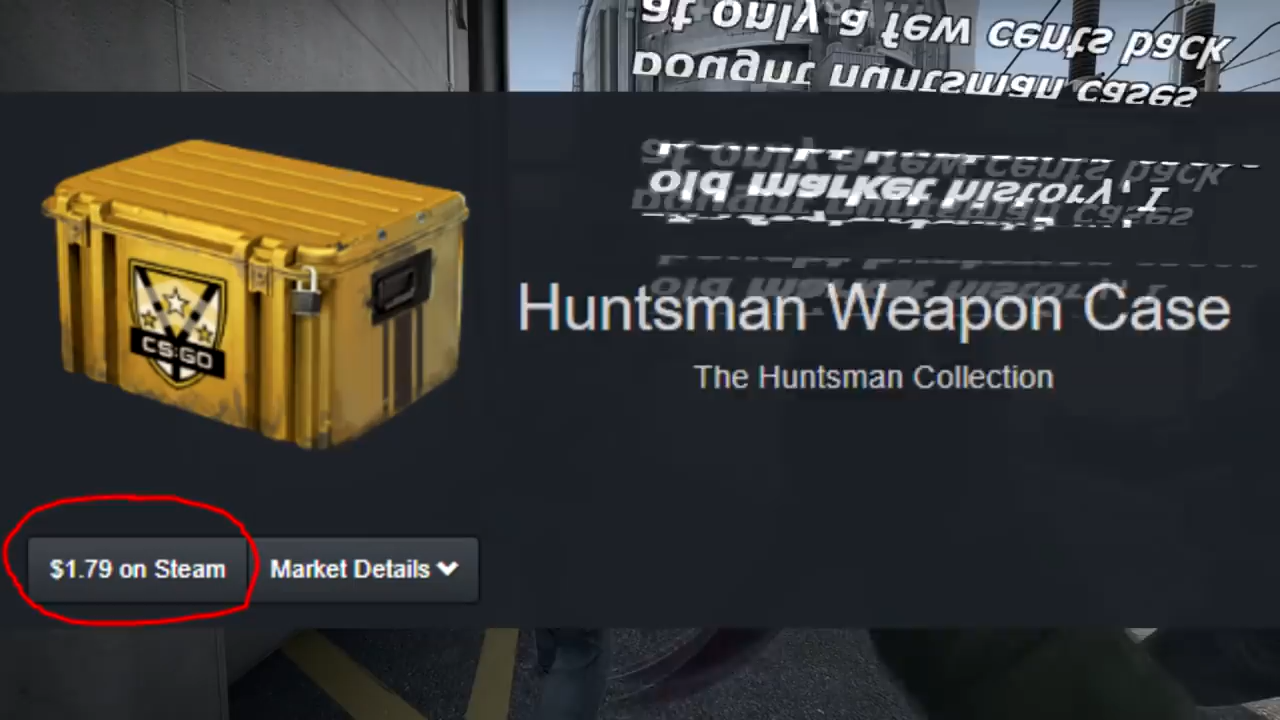 at only a few cents back
bought huntsman cases
old market history, I
Huntsman Weapon Case
The Huntsman Collection
CS:GO
$1.79 on Steam
Market Details